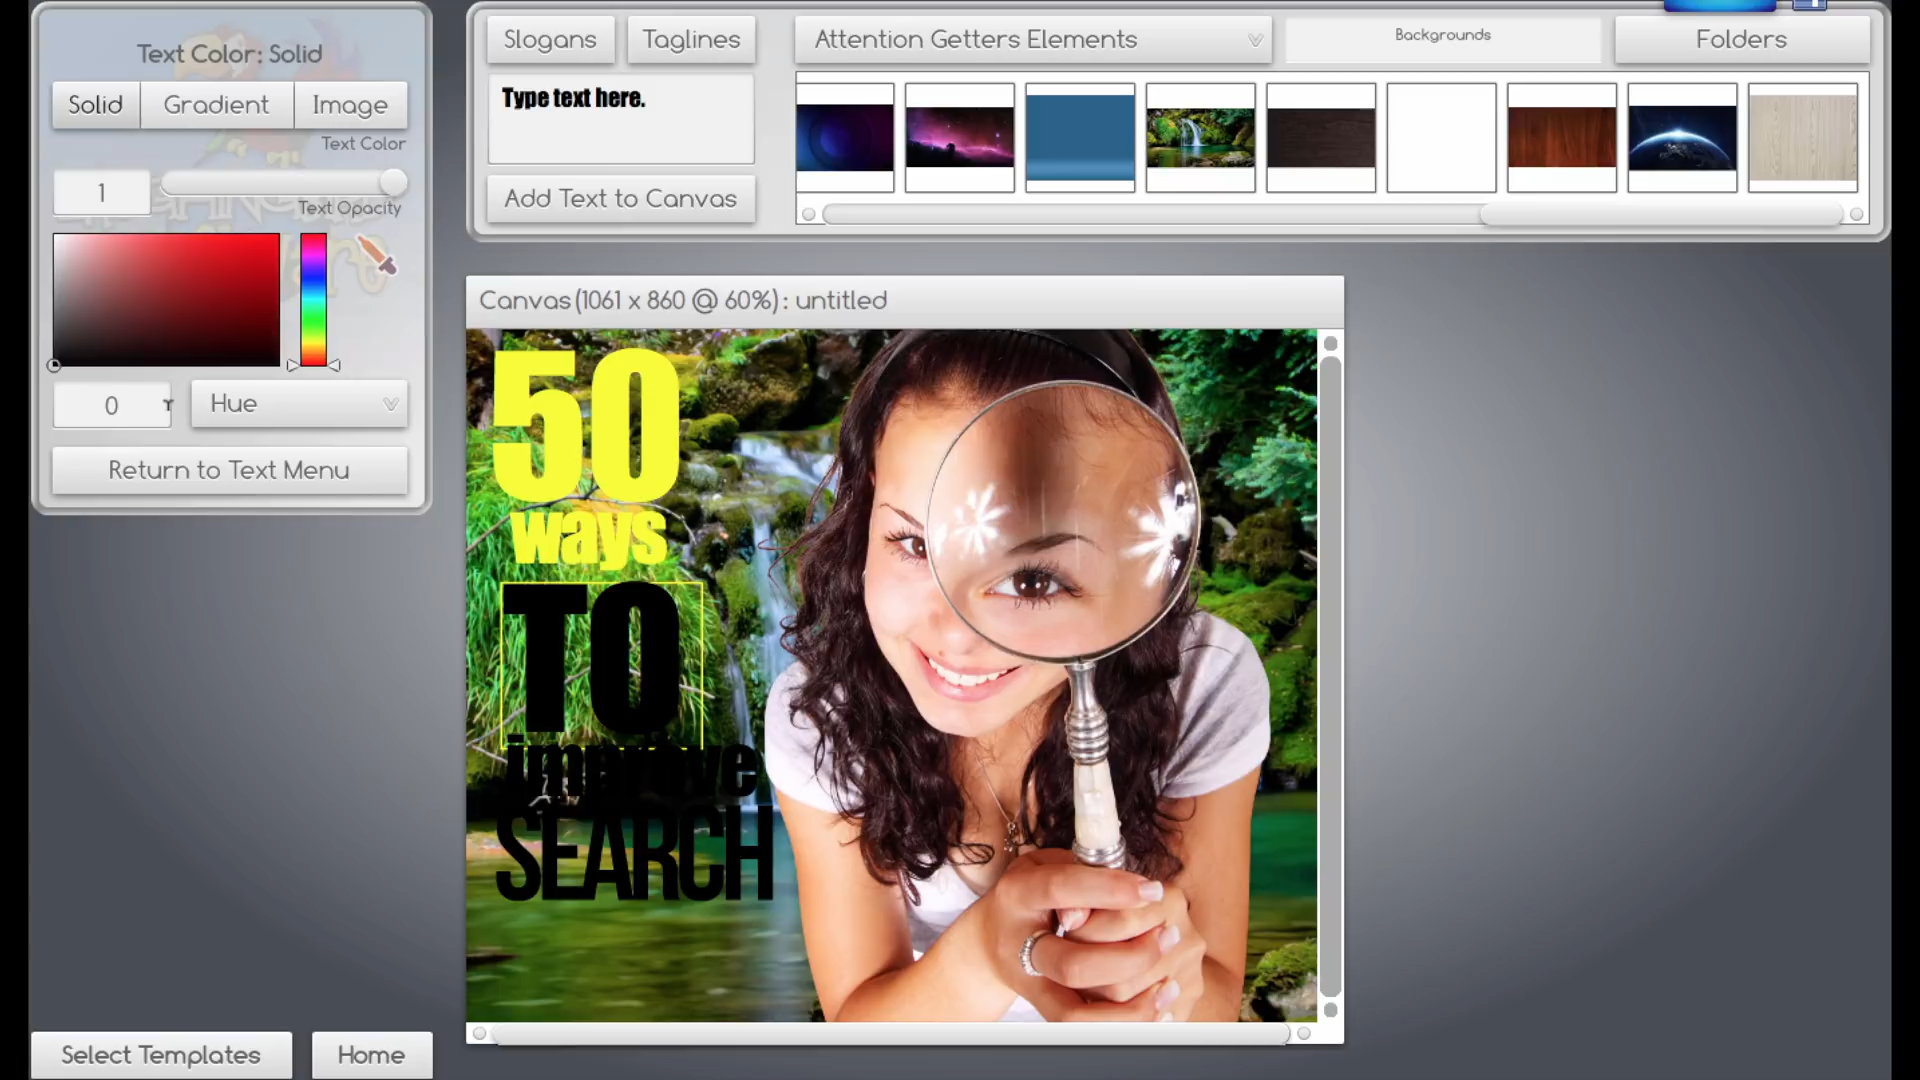 Text Color: Solid
Solid
Gradient
Image
Text Color
1
Text Opacity
0
Hue
Return to Text Menu
Select Templates
Home
Slogans
Taglines
Type text here.
Add Text to Canvas
Attention Getters Elements
Backgrounds
Folders
Canvas (1061 x 860 @ 60%) : untitled
50
ways
TO
improve
SEARCH